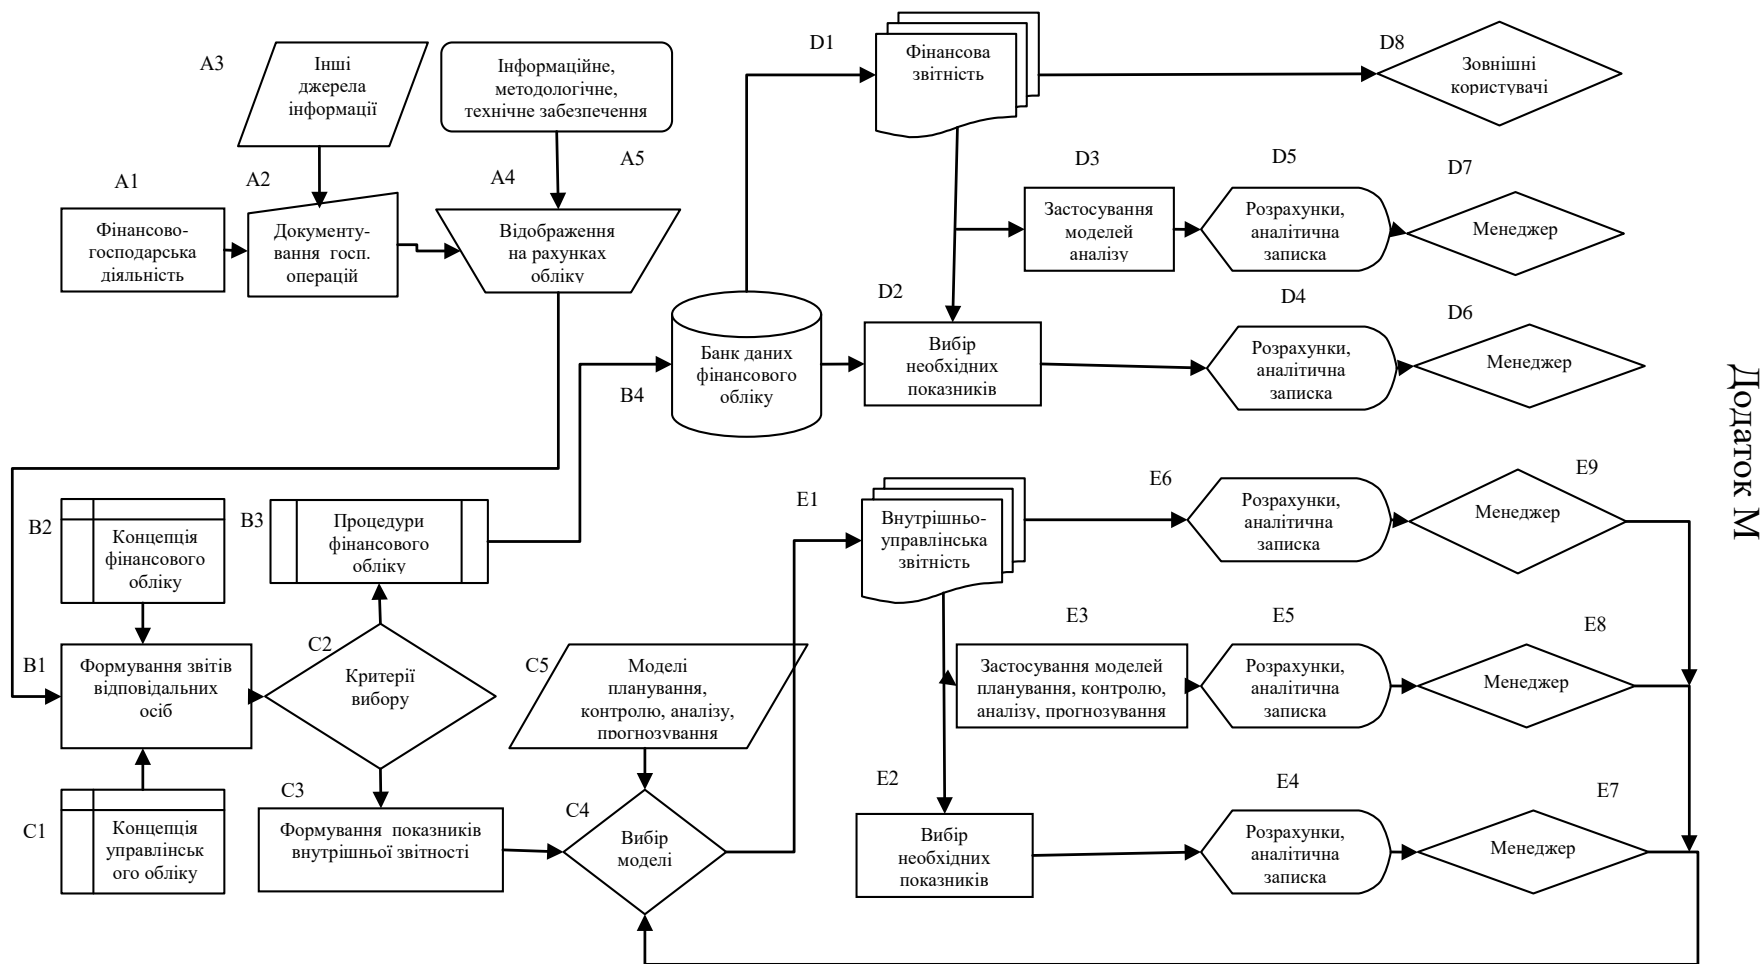 A3
Інші
джерела
інформації
Інформаційне,
методологічне,
технічне забезпечення
A5
A1
Фінансово-
господарська
діяльність
A2
Документу-
вання госп.
операцій
A4
Відображення
на рахунках
обліку
D1
Фінансова
звітність
D8
Зовнішні
користувачі
D3
Застосування
моделей
аналізу
D5
Розрахунки,
аналітична
записка
D7
Менеджер
B4
Банк даних
фінансового
обліку
D2
Вибір
необхідних
показників
D4
Розрахунки,
аналітична
записка
D6
Менеджер
Додаток М
B2
Концепція
фінансового
обліку
B3
Процедури
фінансового
обліку
B1
Формування звітів
відповідальних
осіб
C2
Критерії
вибору
C1
Концепція
управлінськ
ого обліку
C3
Формування показників
внутрішньої звітності
C5
Моделі
планування,
контролю, аналізу,
прогнозування
C4
Вибір
моделі
E1
Внутрішньо-
управлінська
звітність
E6
Розрахунки,
аналітична
записка
E9
Менеджер
E3
Застосування моделей
планування, контролю,
аналізу, прогнозування
E5
Розрахунки,
аналітична
записка
E8
Менеджер
E2
Вибір
необхідних
показників
E4
Розрахунки,
аналітична
записка
E7
Менеджер